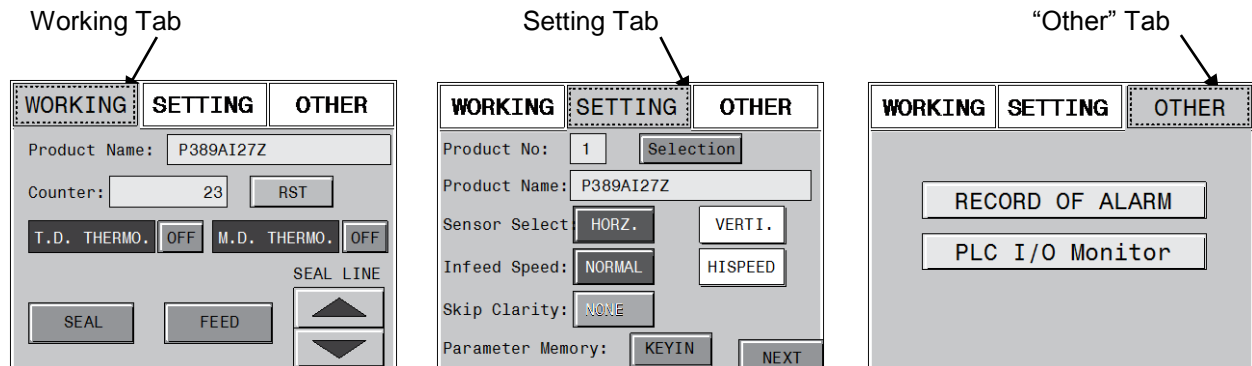 Working Tab
Setting Tab
“Other” Tab
WORKING SETTING OTHER
Product Name: P389AI27Z
Counter: 23 RST
T.D. THERMO. OFF M.D. THERMO. OFF
SEAL LINE
SEAL FEED
WORKING SETTING OTHER
Product No: 1 Selection
Product Name: P389AI27Z
Sensor Select: HORZ. VERTI.
Infeed Speed: NORMAL HISPEED
Skip Clarity: NONE
Parameter Memory: KEYIN NEXT
WORKING SETTING OTHER
RECORD OF ALARM
PLC I/O Monitor